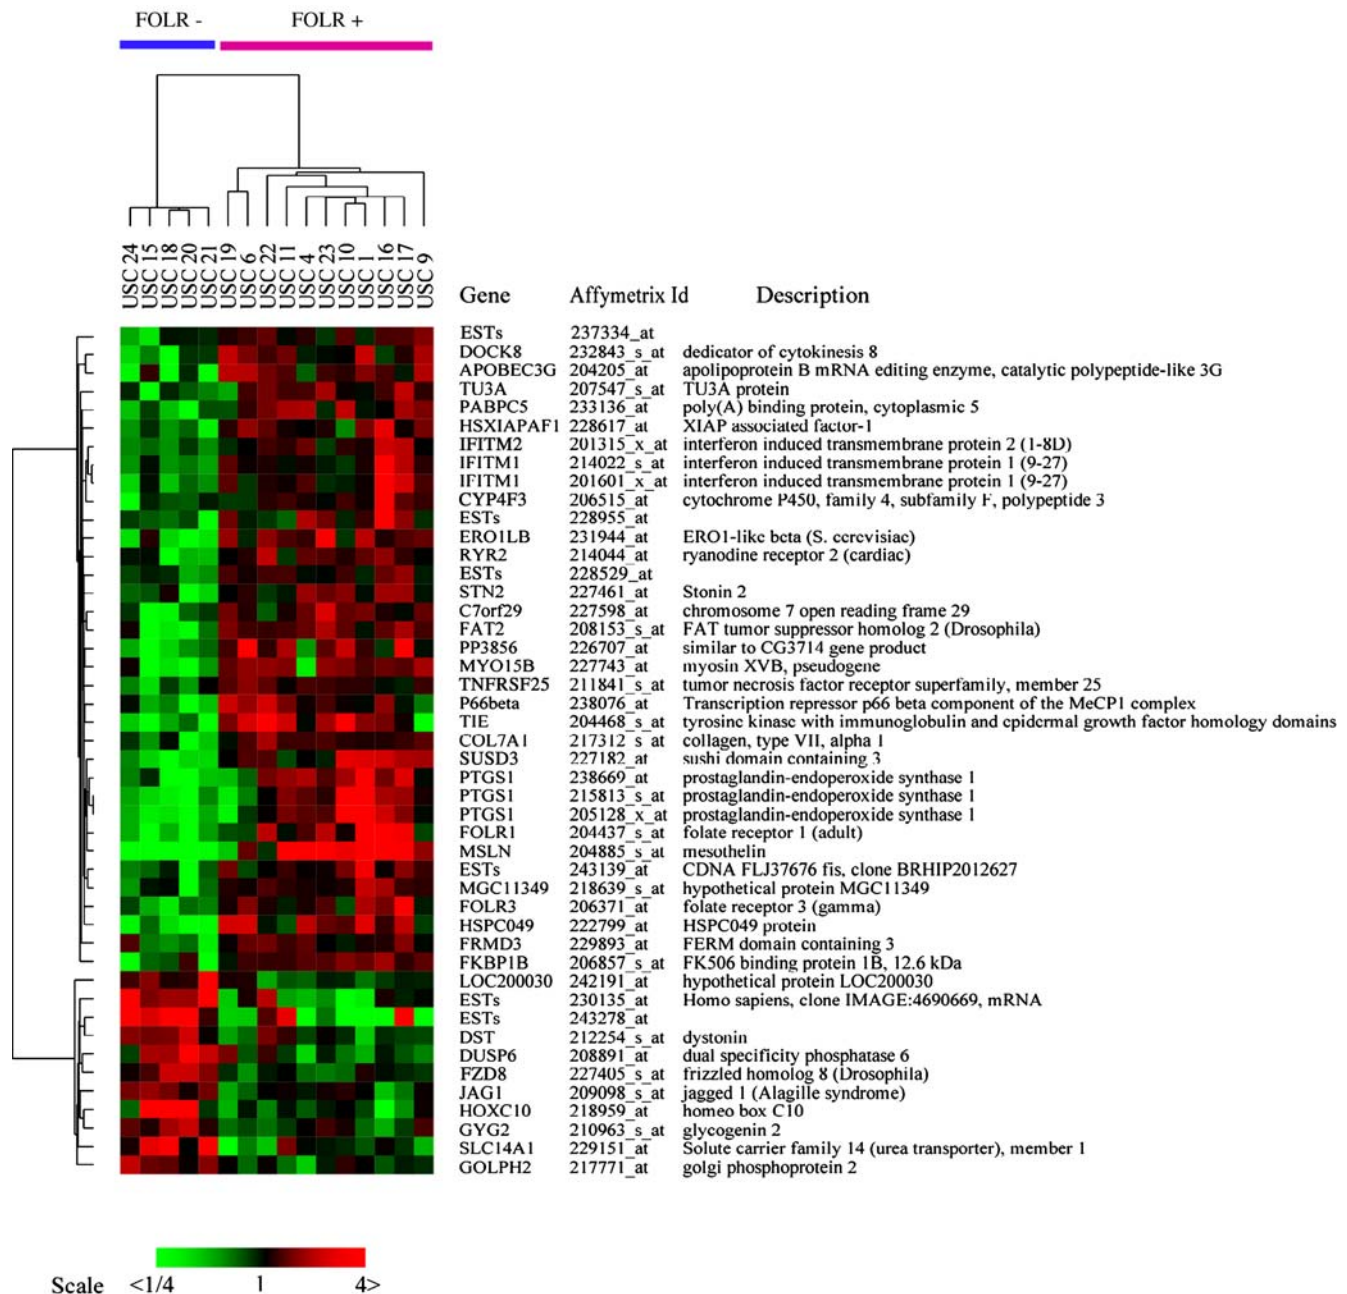 FOLR - FOLR +
USC 24 USC 15 USC 18 USC 20 USC 21 USC 19 USC 6 USC 22 USC 11 USC 4 USC 23 USC 10 USC 1 USC 16 USC 17 USC 9
Gene Affymetrix Id Description
ESTs 237334_at
DOCK8 232843_s_at dedicator of cytokinesis 8
APOBEC3G 204205_at apolipoprotein B mRNA editing enzyme, catalytic polypeptide-like 3G
TU3A 207547_s_at TU3A protein
PABPC5 233136_at poly(A) binding protein, cytoplasmic 5
HSXIAPAF1 228617_at XIAP associated factor-1
IFITM2 201315_x_at interferon induced transmembrane protein 2 (1-8D)
IFITM1 214022_s_at interferon induced transmembrane protein 1 (9-27)
IFITM1 201601_x_at interferon induced transmembrane protein 1 (9-27)
CYP4F3 206515_at cytochrome P450, family 4, subfamily F, polypeptide 3
ESTs 228955_at
ERO1LB 231944_at ERO1-like beta (S. cerevisiae)
RYR2 214044_at ryanodine receptor 2 (cardiac)
ESTs 228529_at
STN2 227461_at Stonin 2
C7orf29 227598_at chromosome 7 open reading frame 29
FAT2 208153_s_at FAT tumor suppressor homolog 2 (Drosophila)
PP3856 226707_at similar to CG3714 gene product
MYO15B 227743_at myosin XVB, pseudogene
TNFRSF25 211841_s_at tumor necrosis factor receptor superfamily, member 25
P66beta 238076_at Transcription repressor p66 beta component of the MeCP1 complex
TIE 204468_s_at tyrosine kinase with immunoglobulin and epidermal growth factor homology domains
COL7A1 217312_s_at collagen, type VII, alpha 1
SUSD3 227182_at sushi domain containing 3
PTGS1 238669_at prostaglandin-endoperoxide synthase 1
PTGS1 215813_s_at prostaglandin-endoperoxide synthase 1
PTGS1 205128_x_at prostaglandin-endoperoxide synthase 1
FOLR1 204437_s_at folate receptor 1 (adult)
MSLN 204885_s_at mesothelin
ESTs 243139_at CDNA FLJ37676 fis, clone BRHIP2012627
MGC11349 218639_s_at hypothetical protein MGC11349
FOLR3 206371_at folate receptor 3 (gamma)
HSPC049 222799_at HSPC049 protein
FRMD3 229893_at FERM domain containing 3
FKBP1B 206857_s_at FK506 binding protein 1B, 12.6 kDa
LOC200030 242191_at hypothetical protein LOC200030
ESTs 230135_at Homo sapiens, clone IMAGE:4690669, mRNA
ESTs 243278_at
DST 212254_s_at dystonin
DUSP6 208891_at dual specificity phosphatase 6
FZD8 227405_s_at frizzled homolog 8 (Drosophila)
JAG1 209098_s_at jagged 1 (Alagille syndrome)
HOXC10 218959_at homeo box C10
GYG2 210963_s_at glycogenin 2
SLC14A1 229151_at Solute carrier family 14 (urea transporter), member 1
GOLPH2 217771_at golgi phosphoprotein 2
Scale <1/4 1 4>